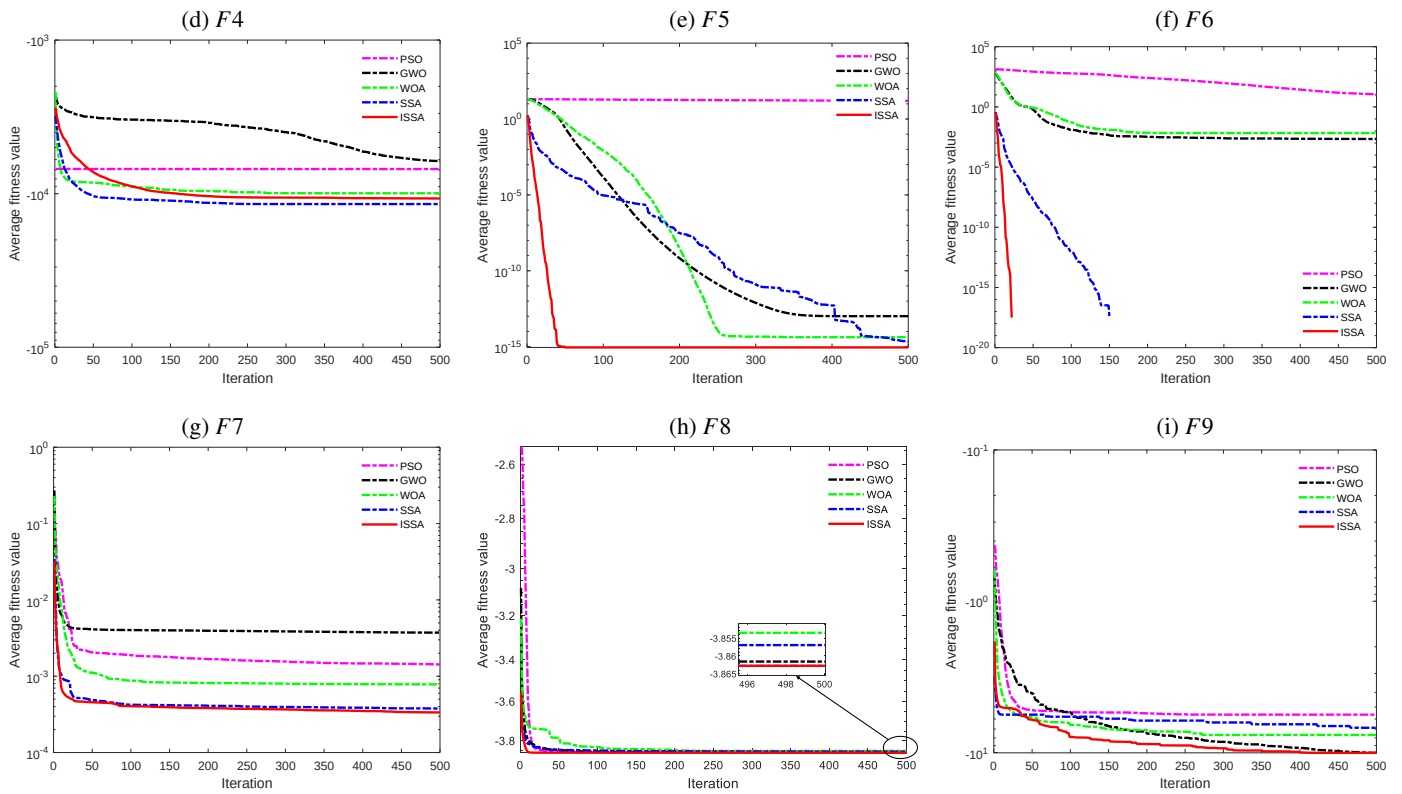 (d) F4
(e) F5
(f) F6
-10^3
-10^4
-10^5
Average fitness value
0 50 100 150 200 250 300 350 400 450 500
Iteration
PSO
GWO
WOA
SSA
ISSA
10^5
10^0
10^-5
10^-10
10^-15
Average fitness value
0 100 200 300 400 500
Iteration
PSO
GWO
WOA
SSA
ISSA
10^5
10^0
10^-5
10^-10
10^-15
10^-20
Average fitness value
0 50 100 150 200 250 300 350 400 450 500
Iteration
PSO
GWO
WOA
SSA
ISSA
(g) F7
(h) F8
(i) F9
10^0
10^-1
10^-2
10^-3
10^-4
Average fitness value
0 50 100 150 200 250 300 350 400 450 500
Iteration
PSO
GWO
WOA
SSA
ISSA
-2.6
-2.8
-3
-3.2
-3.4
-3.6
-3.8
Average fitness value
0 50 100 150 200 250 300 350 400 450 500
Iteration
PSO
GWO
WOA
SSA
ISSA
-3.855
-3.86
-3.865
496 498 500
-10^-1
-10^0
-10^1
Average fitness value
0 50 100 150 200 250 300 350 400 450 500
Iteration
PSO
GWO
WOA
SSA
ISSA